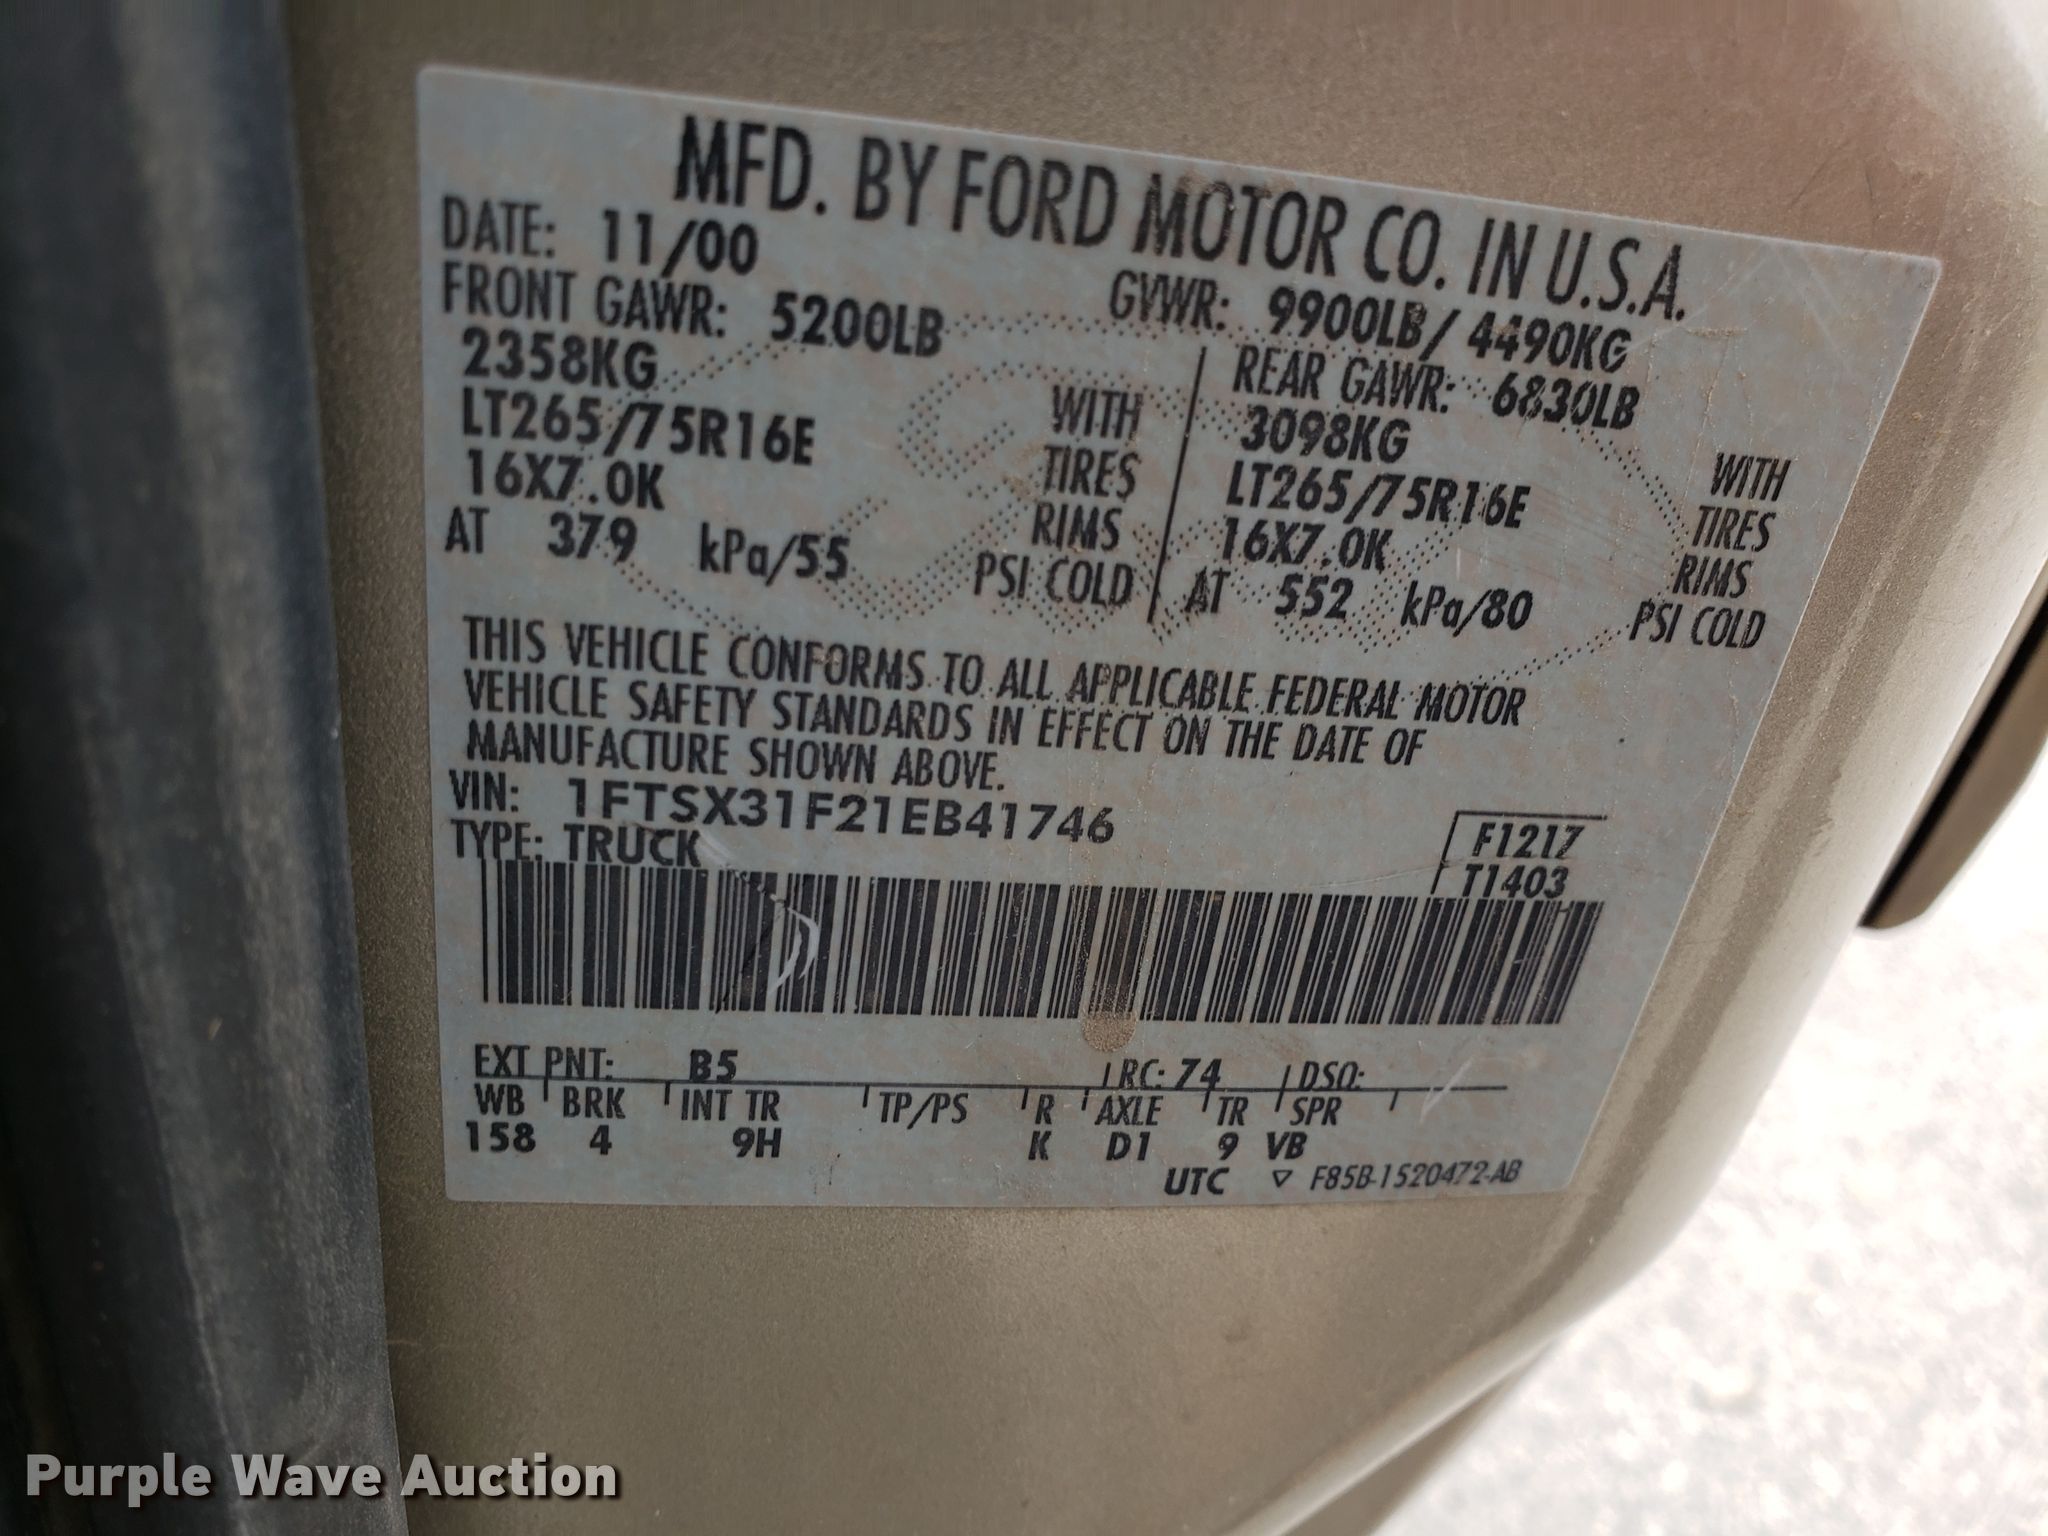 MFD. BY FORD MOTOR CO. IN U.S.A.
DATE: 11/00 GVWR: 9900LB/4490KG
FRONT GAWR: 5200LB REAR GAWR: 6830LB
2358KG WITH 3098KG WITH
LT265/75R16E TIRES LT265/75R16E TIRES
16X7.0K RIMS 16X7.0K RIMS
AT 379 kPa/55 PSI COLD AT 552 kPa/80 PSI COLD
THIS VEHICLE CONFORMS TO ALL APPLICABLE FEDERAL MOTOR
VEHICLE SAFETY STANDARDS IN EFFECT ON THE DATE OF
MANUFACTURE SHOWN ABOVE.
VIN: 1FTSX31F21EB41746
TYPE: TRUCK
F1217
T1403
EXT PNT: B5 RC: 74 DSO:
WB BRK INT TR TP/PS R AXLE TR SPR
158 4 9H K D1 9 VB
UTC ▽ F85B-1520472-AB
Purple Wave Auction